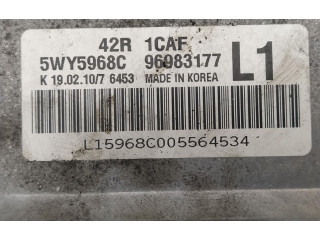 42R 1CAF
5WY5968C 96983177 L1
K 19.02.10/7 6453 MADE IN KOREA
L15968C005564534